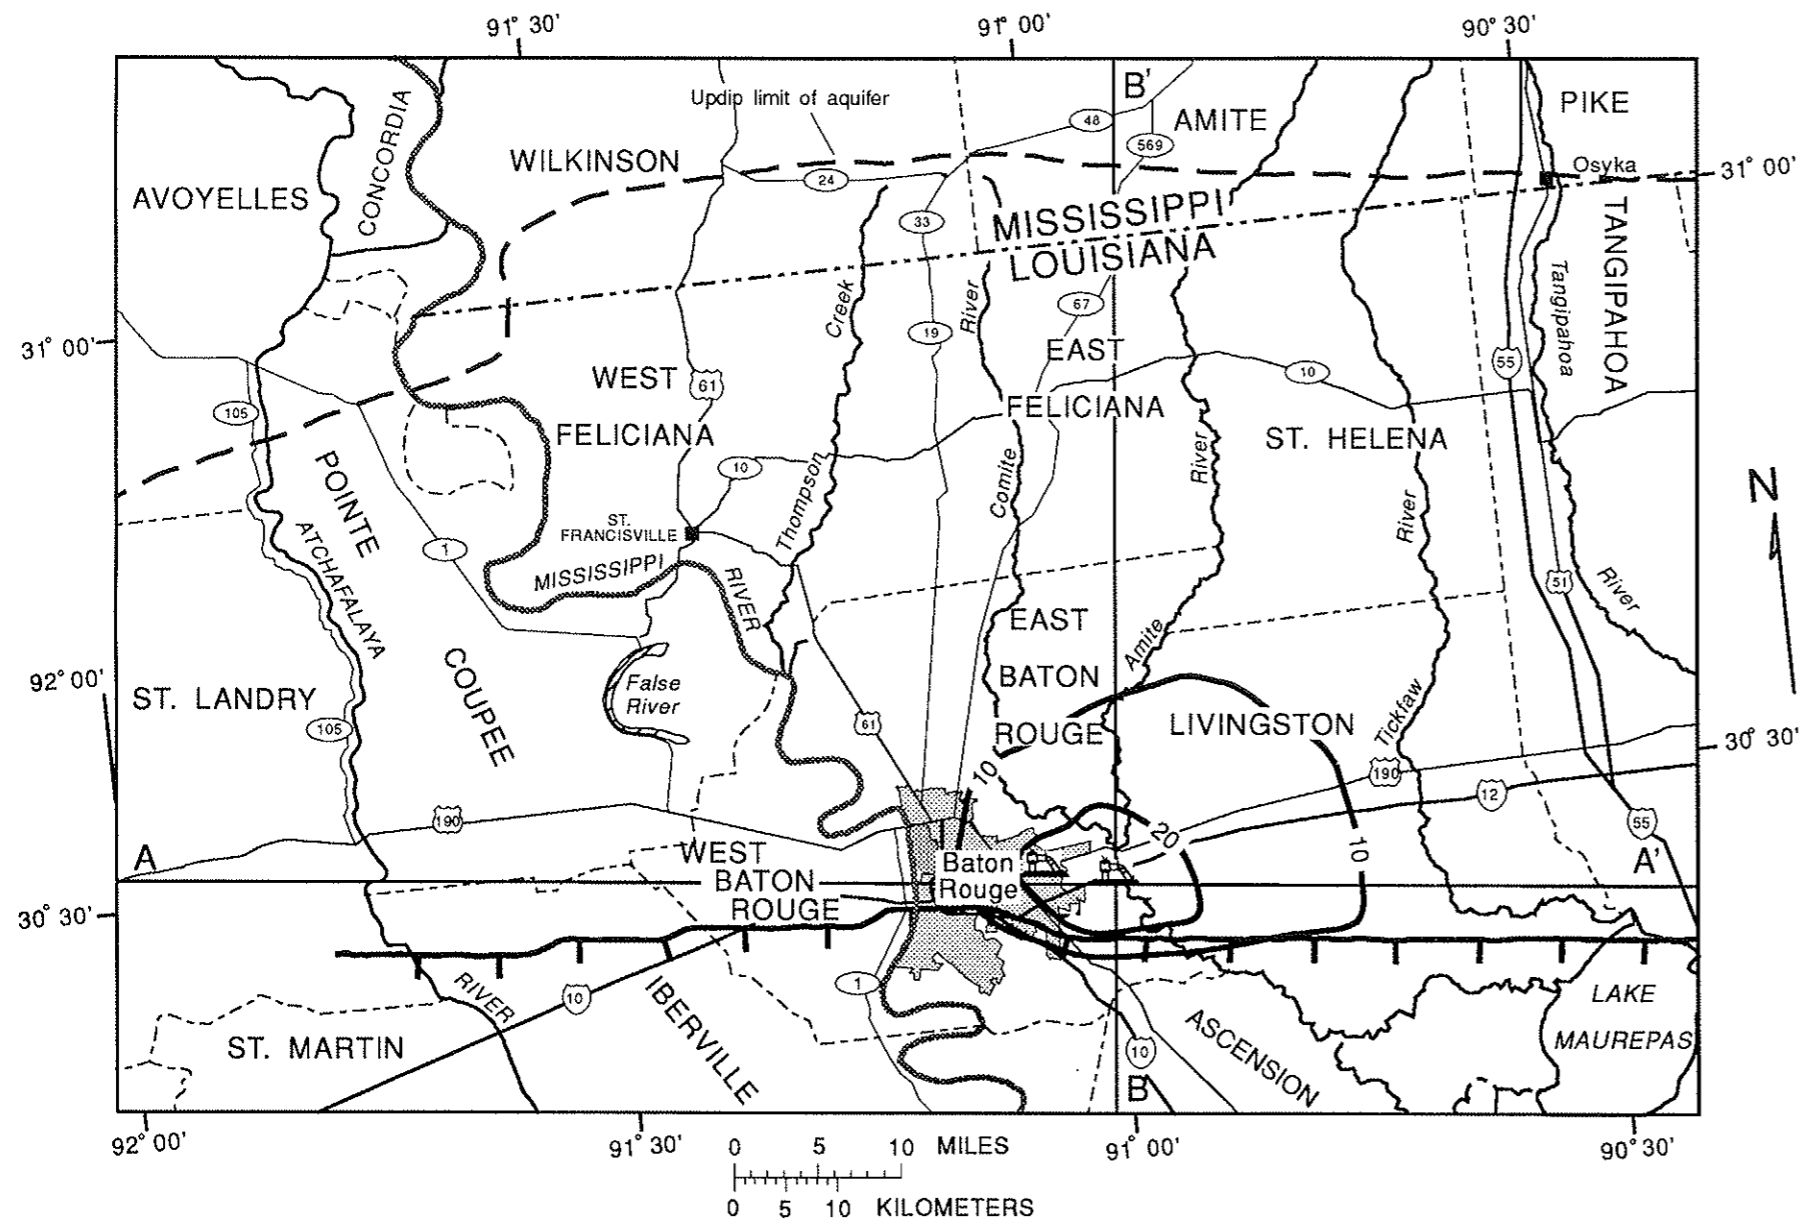 91° 30'
91° 00'
90° 30'
B'
PIKE
Updip limit of aquifer
CONCORDIA
48
AMITE
569
WILKINSON
Osyka
31° 00'
24
AVOYELLES
33
MISSISSIPPI
LOUISIANA
TANGIPAHOA
Tangipahoa
Creek
River
67
19
31° 00'
EAST
55
WEST
61
10
105
FELICIANA
FELICIANA
ST. HELENA
POINTE
10
River
Comite
Thompson
N
River
ST.
FRANCISVILLE
ATCHAFALAYA
1
MISSISSIPPI
RIVER
51
River
EAST
Amite
COUPEE
False
River
BATON
92° 00'
ST. LANDRY
Tickfaw
105
61
ROUGE
LIVINGSTON
30° 30'
10
190
12
190
20
10
55
A
WEST
BATON
ROUGE
Baton
Rouge
A'
30° 30'
RIVER
10
IBERVILLE
1
LAKE
MAUREPAS
ST. MARTIN
ASCENSION
10
B
92° 00'
91° 30'
91° 00'
90° 30'
0 5 10 MILES
0 5 10 KILOMETERS